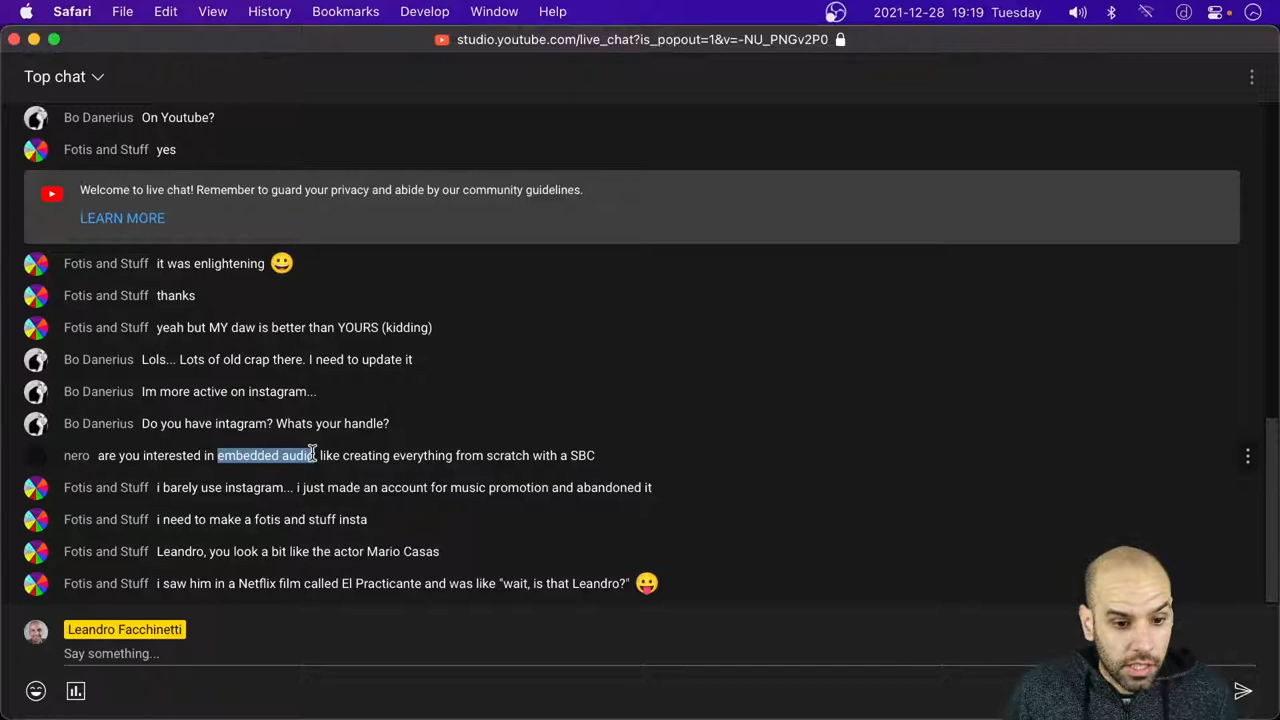 Safari File Edit View History Bookmarks Develop Window Help 2021-12-28 19:19 Tuesday
studio.youtube.com/live_chat?is_popout=1&v=-NU_PNGv2P0
Top chat
Bo Danerius On Youtube?
Fotis and Stuff yes
Welcome to live chat! Remember to guard your privacy and abide by our community guidelines.
LEARN MORE
Fotis and Stuff it was enlightening 😀
Fotis and Stuff thanks
Fotis and Stuff yeah but MY daw is better than YOURS (kidding)
Bo Danerius Lols... Lots of old crap there. I need to update it
Bo Danerius Im more active on instagram...
Bo Danerius Do you have intagram? Whats your handle?
nero are you interested in embedded audio, like creating everything from scratch with a SBC
Fotis and Stuff i barely use instagram... i just made an account for music promotion and abandoned it
Fotis and Stuff i need to make a fotis and stuff insta
Fotis and Stuff Leandro, you look a bit like the actor Mario Casas
Fotis and Stuff i saw him in a Netflix film called El Practicante and was like "wait, is that Leandro?" 😛
Leandro Facchinetti
Say something...